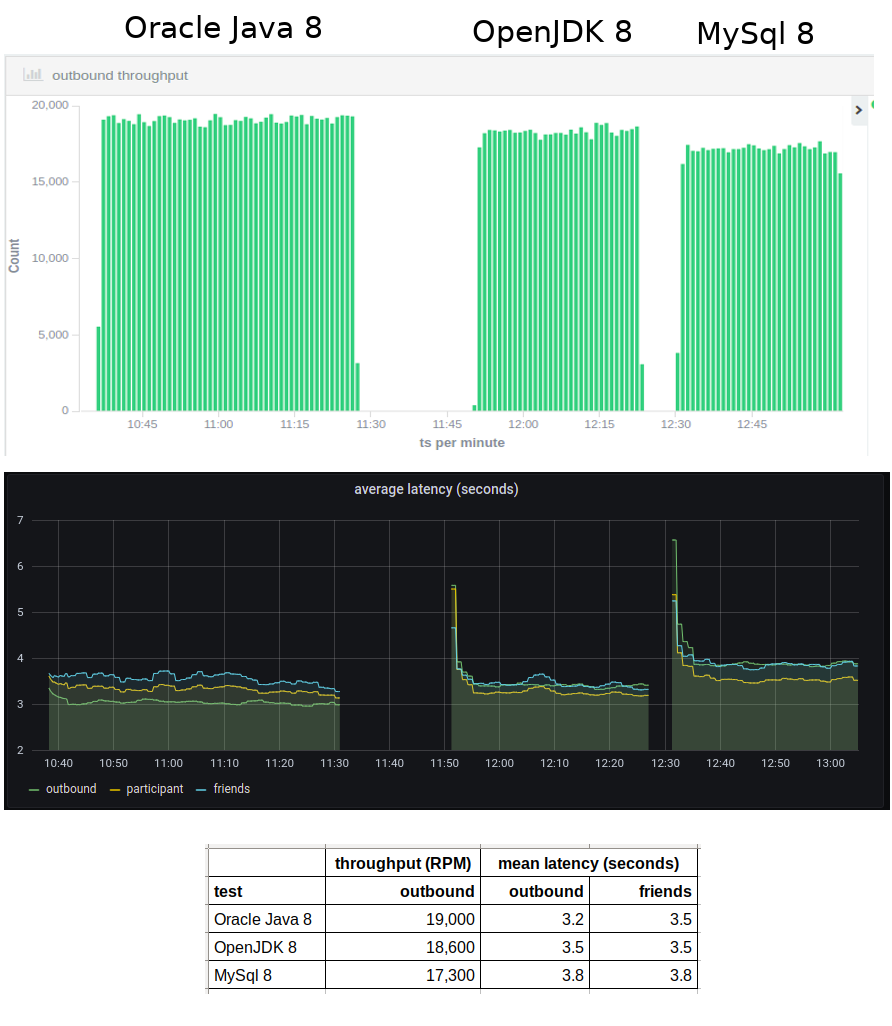 Oracle Java 8 OpenJDK 8 MySql 8
outbound throughput
20,000
15,000
10,000
5,000
0
Count
10:45 11:00 11:15 11:30 11:45 12:00 12:15 12:30 12:45
ts per minute
average latency (seconds)
7
6
5
4
3
2
10:40 10:50 11:00 11:10 11:20 11:30 11:40 11:50 12:00 12:10 12:20 12:30 12:40 12:50 13:00
outbound participant friends
throughput (RPM) mean latency (seconds)
test outbound outbound friends
Oracle Java 8 19,000 3.2 3.5
OpenJDK 8 18,600 3.5 3.5
MySql 8 17,300 3.8 3.8